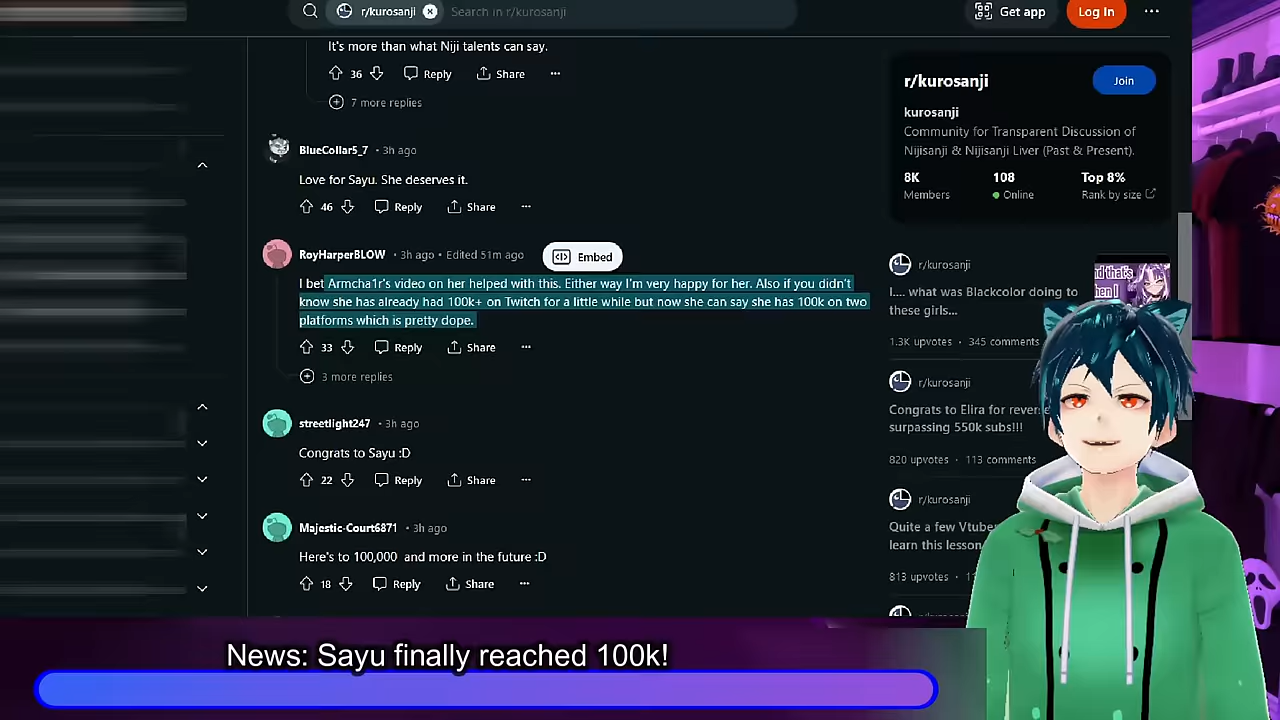 r/kurosanji
Search in r/kurosanji
Get app
Log In
It's more than what Niji talents can say.
36
Reply
Share
7 more replies
BlueCollar5_7 • 3h ago
Love for Sayu. She deserves it.
46
Reply
Share
RoyHarperBLOW • 3h ago • Edited 51m ago
Embed
I bet Armcha1r's video on her helped with this. Either way I'm very happy for her. Also if you didn't
know she has already had 100k+ on Twitch for a little while but now she can say she has 100k on two
platforms which is pretty dope.
33
Reply
Share
3 more replies
streetlight247 • 3h ago
Congrats to Sayu :D
22
Reply
Share
Majestic-Court6871 • 3h ago
Here's to 100,000 and more in the future :D
18
Reply
Share
r/kurosanji
Join
kurosanji
Community for Transparent Discussion of
Nijisanji & Nijisanji Liver (Past & Present).
8K
108
Top 8%
Members
Online
Rank by size
r/kurosanji
I.... what was Blackcolor doing to
these girls...
1.3K upvotes • 345 comments
r/kurosanji
Congrats to Elira for
surpassing 550k subs!!!
820 upvotes • 113 comments
r/kurosanji
Quite a few
learn this lesson
813 upvotes
News: Sayu finally reached 100k!